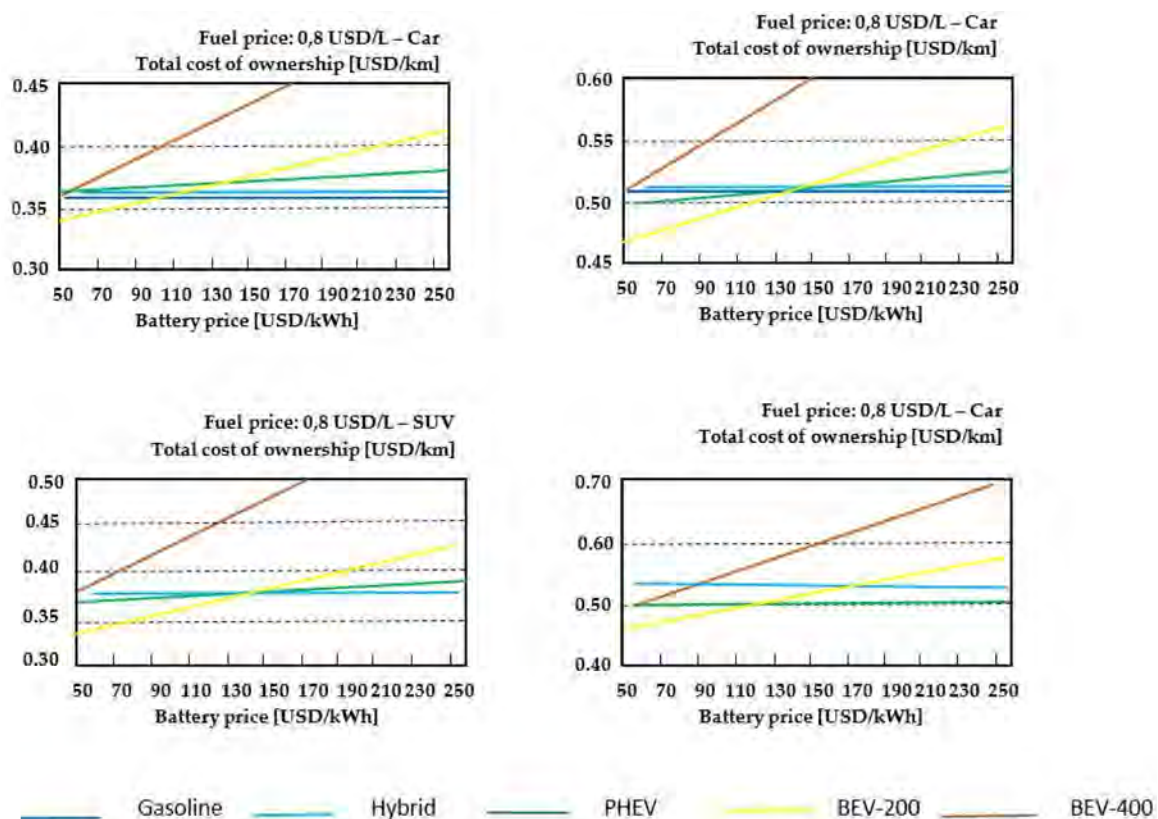 Fuel price: 0,8 USD/L – Car
Total cost of ownership [USD/km]
0.45
0.40
0.35
0.30
50 70 90 110 130 150 170 190 210 230 250
Battery price [USD/kWh]
Fuel price: 0,8 USD/L – Car
Total cost of ownership [USD/km]
0.60
0.55
0.50
0.45
50 70 90 110 130 150 170 190 210 230 250
Battery price [USD/kWh]
Fuel price: 0,8 USD/L – SUV
Total cost of ownership [USD/km]
0.50
0.45
0.40
0.35
0.30
50 70 90 110 130 150 170 190 210 230 250
Battery price [USD/kWh]
Fuel price: 0,8 USD/L – Car
Total cost of ownership [USD/km]
0.70
0.60
0.50
0.40
50 70 90 110 130 150 170 190 210 230 250
Battery price [USD/kWh]
Gasoline Hybrid PHEV BEV-200 BEV-400